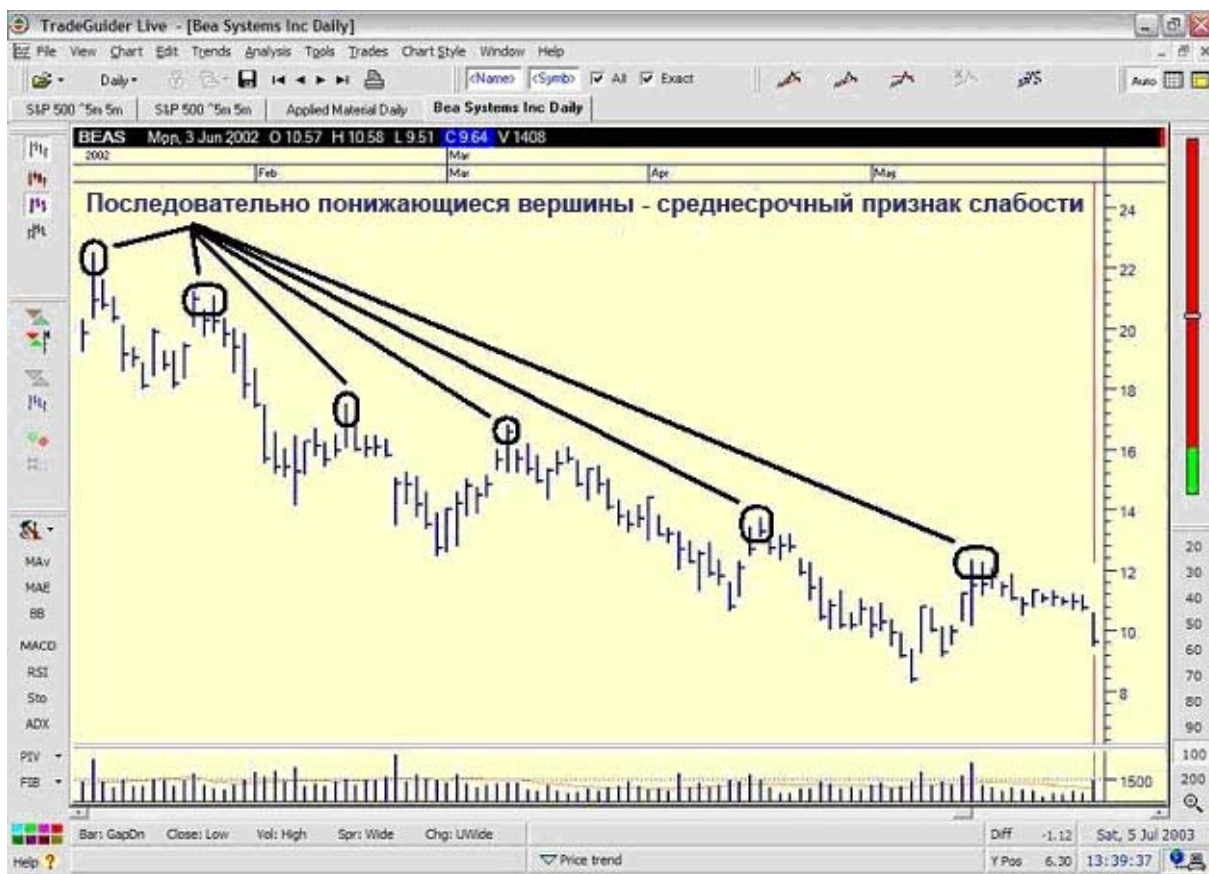 TradeGuider Live - [Bea Systems Inc Daily]
File View Chart Edit Trends Analysis Tools Trades Chart Style Window Help
Daily <Name> <Symb> All Exact Auto
S&P 500 ^5m 5m S&P 500 ^5m 5m Applied Material Daily Bea Systems Inc Daily
BEAS Mon, 3 Jun 2002 O 10.57 H 10.58 L 9.51 C 9.64 V 1408
2002 Mar
Feb Mar Apr May
Последовательно понижающиеся вершины - среднесрочный признак слабости
24
22
20
18
16
14
12
10
8
1500
MAv
MAE
BB
MACD
RSI
Sto
ADX
PIV
FIB
20
30
40
50
60
70
80
90
100
200
Bar: GapDn Close: Low Vol: High Spr: Wide Chg: UWide Diff -1.12 Sat, 5 Jul 2003
Help Price trend Y Pos 6.30 13:39:37